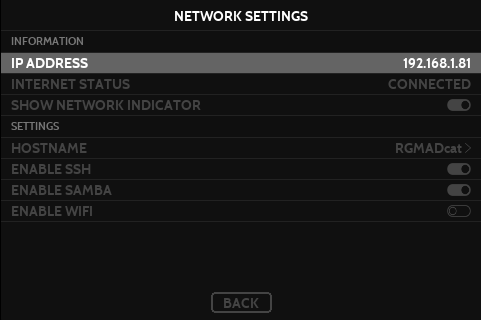 NETWORK SETTINGS
INFORMATION
IP ADDRESS 192.168.1.81
INTERNET STATUS CONNECTED
SHOW NETWORK INDICATOR
SETTINGS
HOSTNAME RGMADcat
ENABLE SSH
ENABLE SAMBA
ENABLE WIFI
BACK